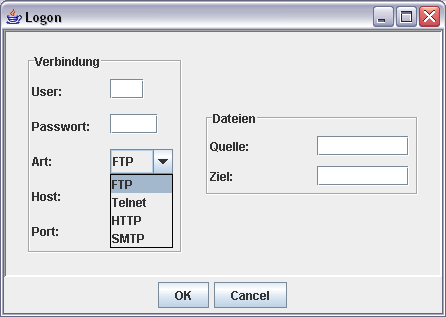 Logon
Verbindung
User:
Passwort:
Art:
FTP
FTP
Telnet
HTTP
SMTP
Host:
Port:
Dateien
Quelle:
Ziel:
OK
Cancel